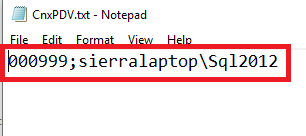 CnxPDV.txt - Notepad
File Edit Format View Help
000999;sierralaptop\Sql2012